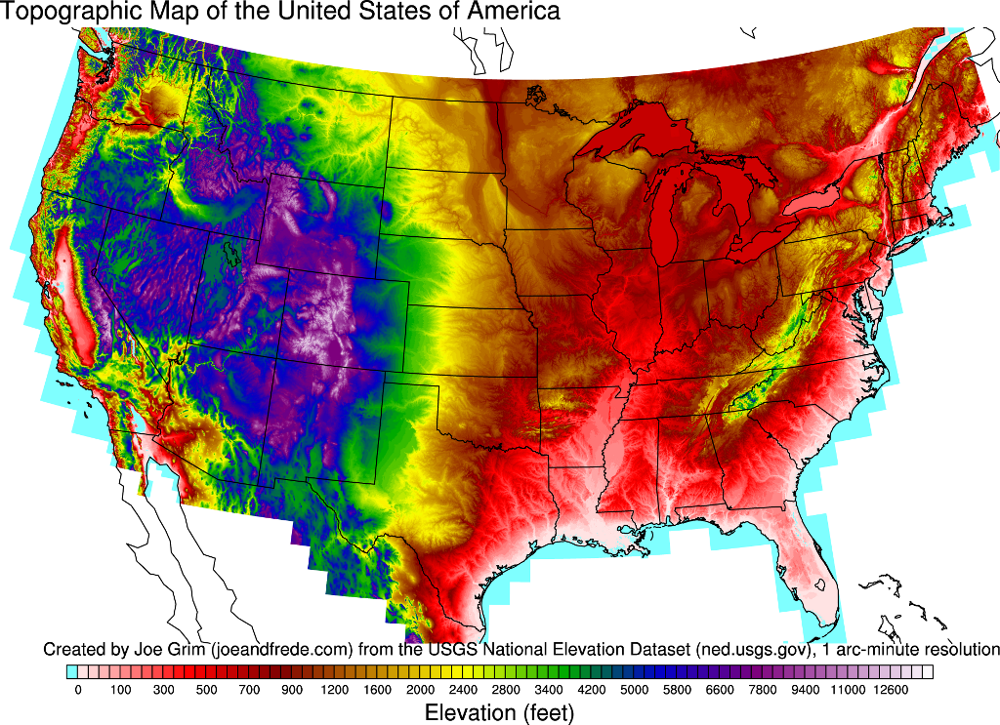 Topographic Map of the United States of America
Created by Joe Grim (joeandfrede.com) from the USGS National Elevation Dataset (ned.usgs.gov), 1 arc-minute resolution
0 100 300 500 700 900 1200 1600 2000 2400 2800 3400 4200 5000 5800 6600 7800 9400 11000 12600
Elevation (feet)